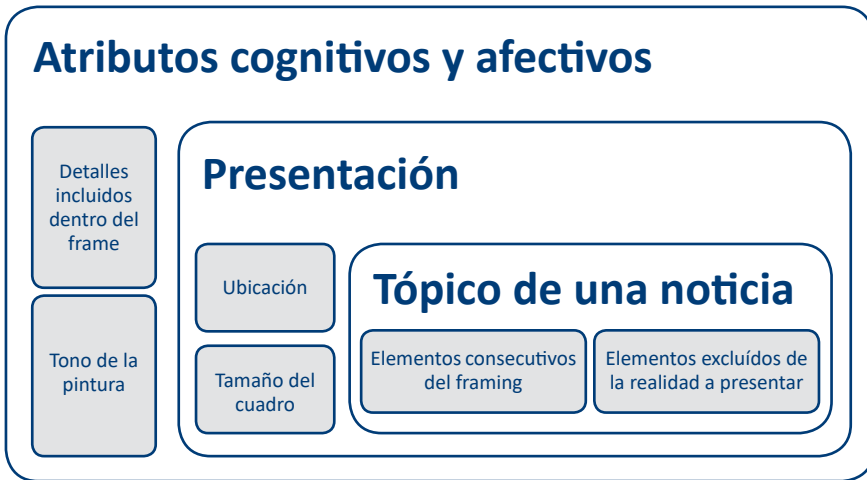 Atributos cognitivos y afectivos
Detalles
incluidos
dentro del
frame
Tono de la
pintura
Presentación
Ubicación
Tamaño del
cuadro
Tópico de una noticia
Elementos consecutivos
del framing
Elementos excluídos de
la realidad a presentar